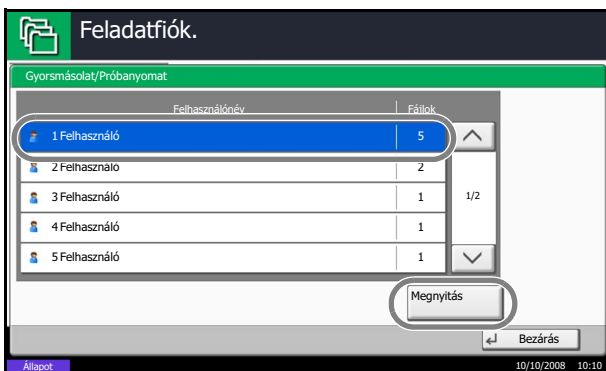 Feladatfiók.
Gyorsmásolat/Próbanyomat
Felhasználónév Fájlok
1 Felhasználó 5
2 Felhasználó 2
3 Felhasználó 1
1/2
4 Felhasználó 1
5 Felhasználó 1
Megnyitás
Bezárás
Állapot 10/10/2008 10:10